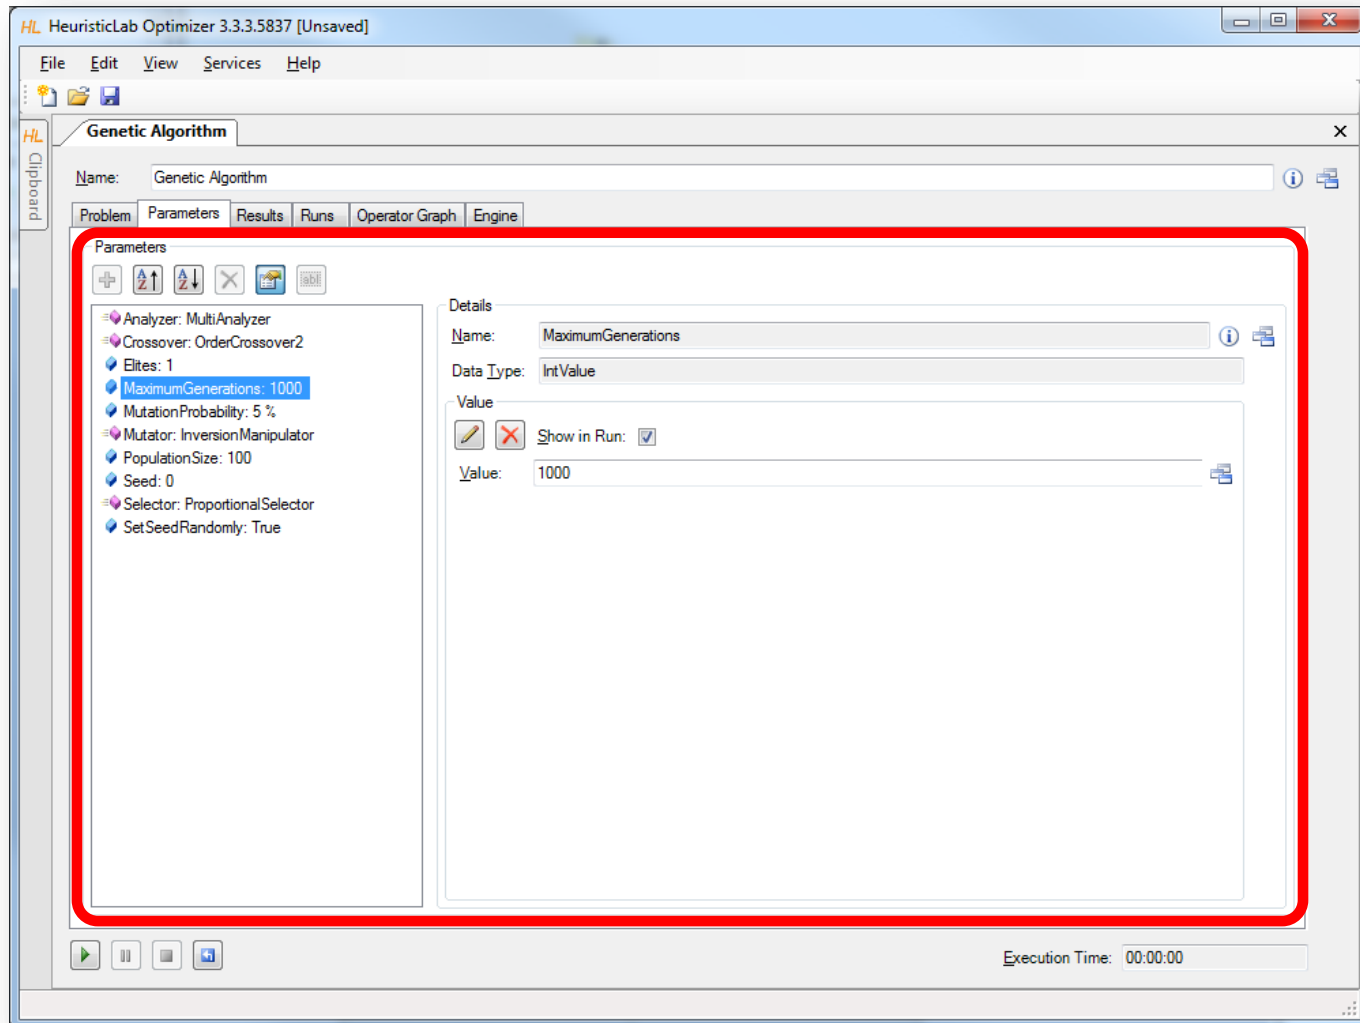 HL HeuristicLab Optimizer 3.3.3.5837 [Unsaved]
File Edit View Services Help
HL Clipboard
Genetic Algorithm
Name: Genetic Algorithm
Problem Parameters Results Runs Operator Graph Engine
Parameters
Analyzer: MultiAnalyzer
Crossover: OrderCrossover2
Elites: 1
MaximumGenerations: 1000
MutationProbability: 5 %
Mutator: InversionManipulator
PopulationSize: 100
Seed: 0
Selector: ProportionalSelector
SetSeedRandomly: True
Details
Name: MaximumGenerations
Data Type: IntValue
Value
Show in Run:
Value: 1000
Execution Time: 00:00:00